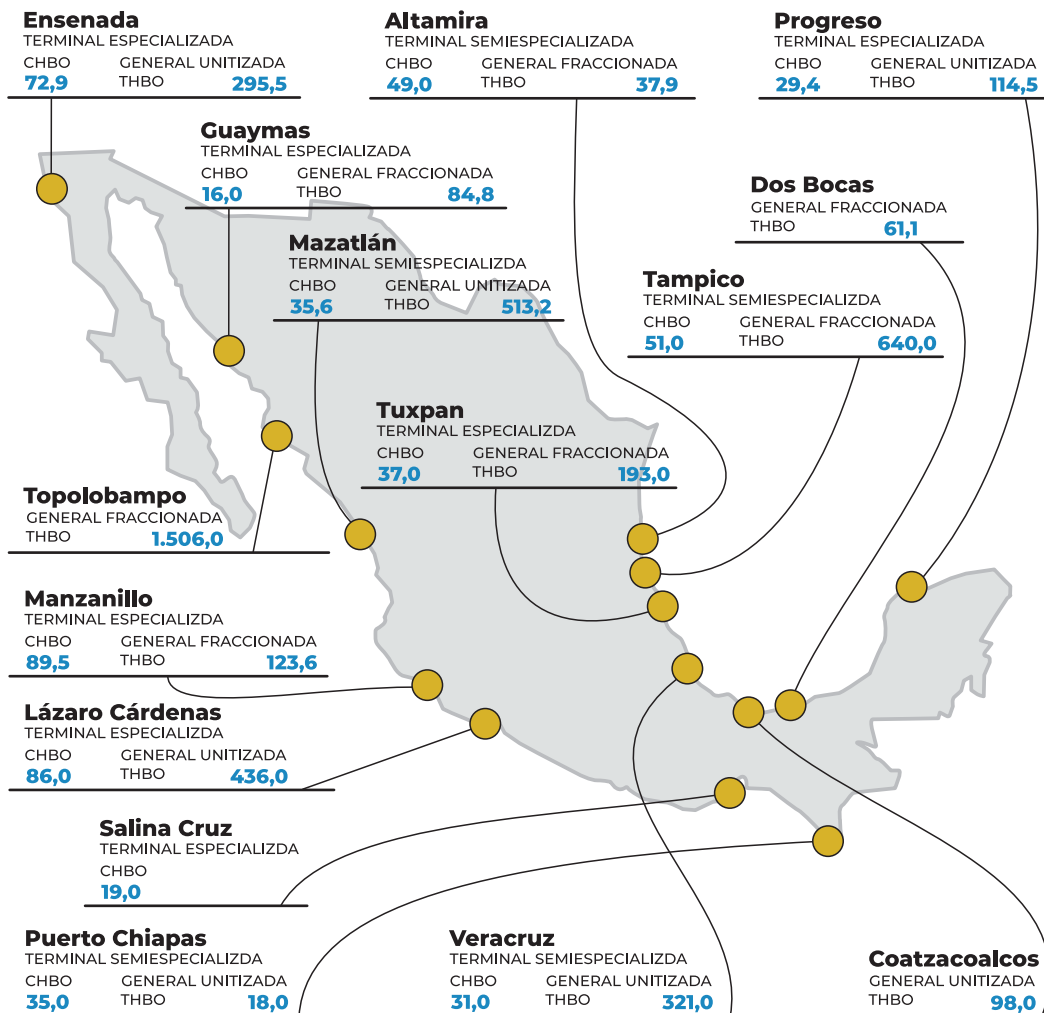 Ensenada
TERMINAL ESPECIALIZADA
CHBO GENERAL UNITIZADA
72,9 THBO 295,5
Altamira
TERMINAL SEMIESPECIALIZADA
CHBO GENERAL FRACCIONADA
49,0 THBO 37,9
Progreso
TERMINAL ESPECIALIZADA
CHBO GENERAL UNITIZADA
29,4 THBO 114,5
Guaymas
TERMINAL ESPECIALIZADA
CHBO GENERAL FRACCIONADA
16,0 THBO 84,8
Dos Bocas
GENERAL FRACCIONADA
THBO 61,1
Mazatlán
TERMINAL SEMIESPECIALIZDA
CHBO GENERAL UNITIZADA
35,6 THBO 513,2
Tampico
TERMINAL SEMIESPECIALIZDA
CHBO GENERAL FRACCIONADA
51,0 THBO 640,0
Tuxpan
TERMINAL ESPECIALIZDA
CHBO GENERAL FRACCIONADA
37,0 THBO 193,0
Topolobampo
GENERAL FRACCIONADA
THBO 1.506,0
Manzanillo
TERMINAL ESPECIALIZDA
CHBO GENERAL FRACCIONADA
89,5 THBO 123,6
Lázaro Cárdenas
TERMINAL ESPECIALIZDA
CHBO GENERAL UNITIZADA
86,0 THBO 436,0
Salina Cruz
TERMINAL ESPECIALIZDA
CHBO
19,0
Puerto Chiapas
TERMINAL SEMIESPECIALIZDA
CHBO GENERAL UNITIZADA
35,0 THBO 18,0
Veracruz
TERMINAL SEMIESPECIALIZDA
CHBO GENERAL UNITIZADA
31,0 THBO 321,0
Coatzacoalcos
GENERAL UNITIZADA
THBO 98,0